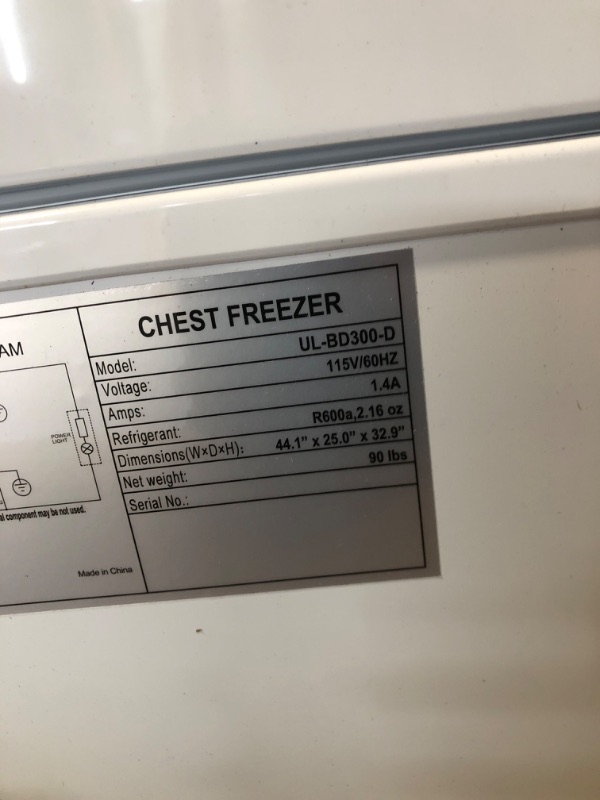 AM
POWER
LIGHT
al component may be not used.
Made in China
CHEST FREEZER
Model: UL-BD300-D
Voltage: 115V/60HZ
Amps: 1.4A
Refrigerant: R600a,2.16 oz
Dimensions(W×D×H): 44.1" x 25.0" x 32.9"
Net weight: 90 lbs
Serial No.: